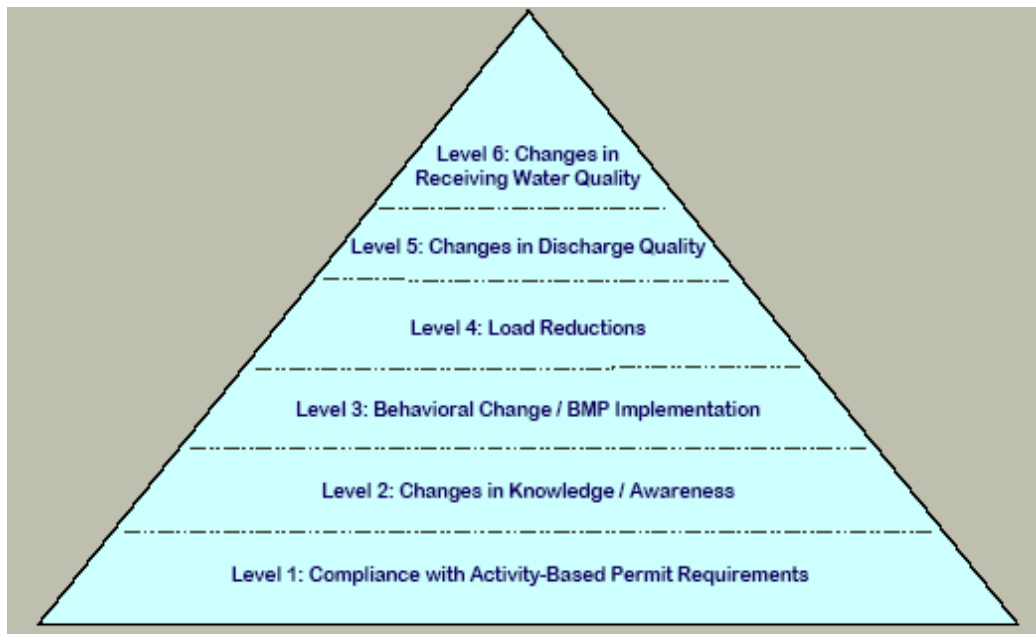 Level 6: Changes in
Receiving Water Quality
Level 5: Changes in Discharge Quality
Level 4: Load Reductions
Level 3: Behavioral Change / BMP Implementation
Level 2: Changes in Knowledge / Awareness
Level 1: Compliance with Activity-Based Permit Requirements